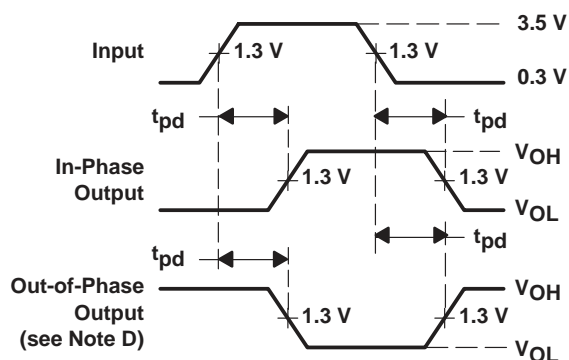 3.5 V
Input
1.3 V
1.3 V
0.3 V
tpd
tpd
VOH
In-Phase
Output
1.3 V
1.3 V
VOL
tpd
tpd
Out-of-Phase
Output
(see Note D)
VOH
1.3 V
1.3 V
VOL